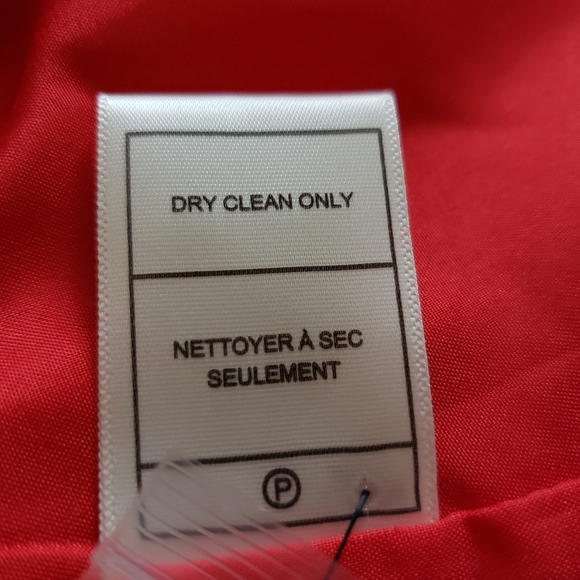 DRY CLEAN ONLY
NETTOYER À SEC
SEULEMENT
P